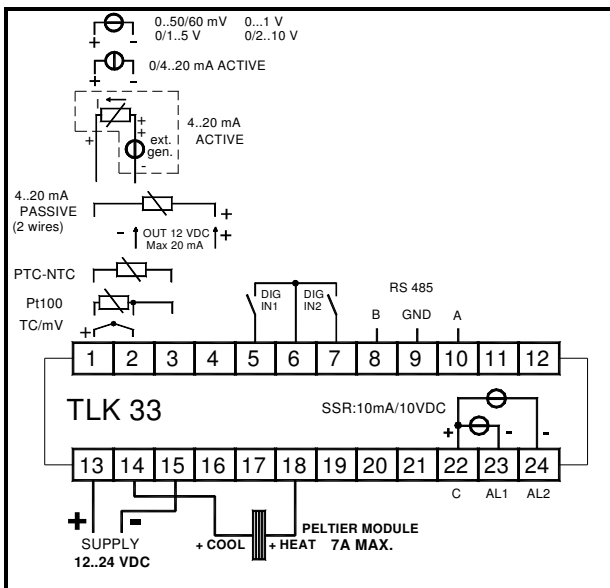 0..50/60 mV 0...1 V
0/1..5 V 0/2..10 V
+ -
0/4..20 mA ACTIVE
+ -
+
+
+ ext.
gen.
-
4..20 mA
ACTIVE
4..20 mA
PASSIVE
(2 wires)
+
- OUT 12 VDC +
Max 20 mA
PTC-NTC
Pt100
TC/mV +
DIG
IN1
DIG
IN2
RS 485
B GND A
1 2 3 4 5 6 7 8 9 10 11 12
TLK 33
SSR:10mA/10VDC
+ - -
13 14 15 16 17 18 19 20 21 22 23 24
C AL1 AL2
+ -
SUPPLY
12..24 VDC
+ COOL + HEAT
PELTIER MODULE
7A MAX.